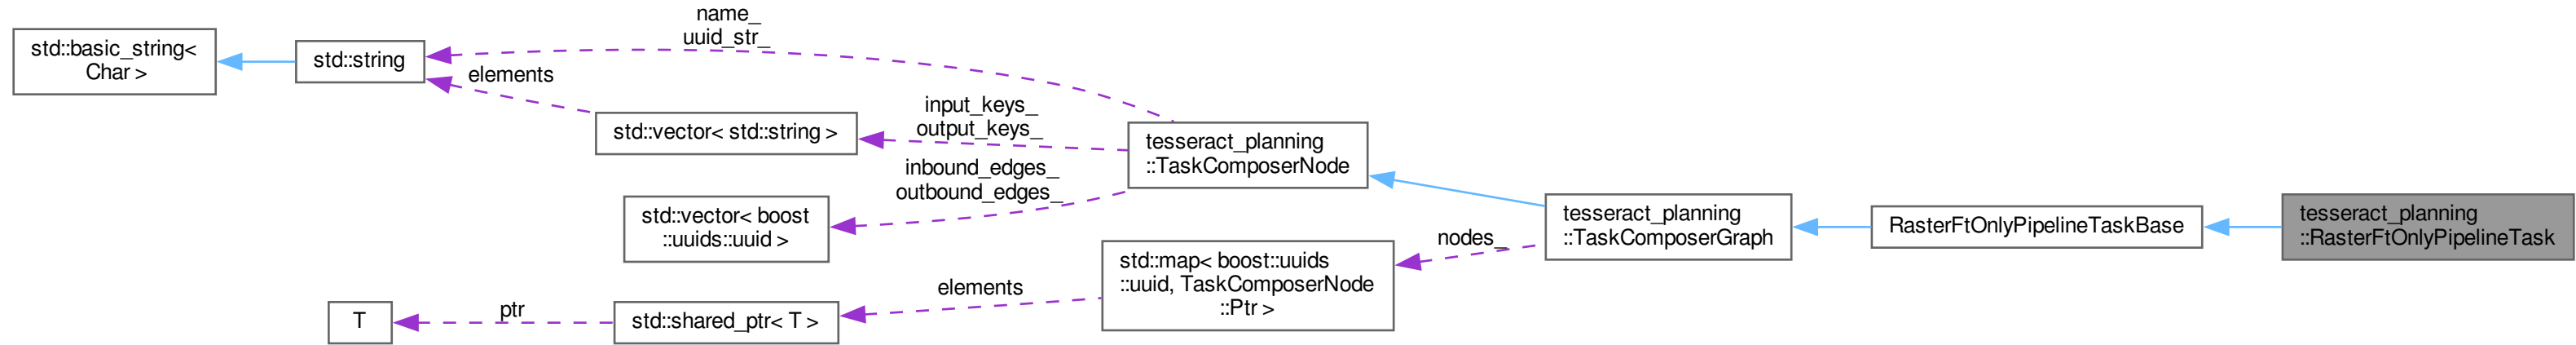 std::basic_string<
Char >
std::string
name_
uuid_str_
elements
std::vector< std::string >
input_keys_
output_keys_
inbound_edges_
outbound_edges_
std::vector< boost
::uuids::uuid >
tesseract_planning
::TaskComposerNode
T
ptr
std::shared_ptr< T >
elements
std::map< boost::uuids
::uuid, TaskComposerNode
::Ptr >
nodes_
tesseract_planning
::TaskComposerGraph
RasterFtOnlyPipelineTaskBase
tesseract_planning
::RasterFtOnlyPipelineTask